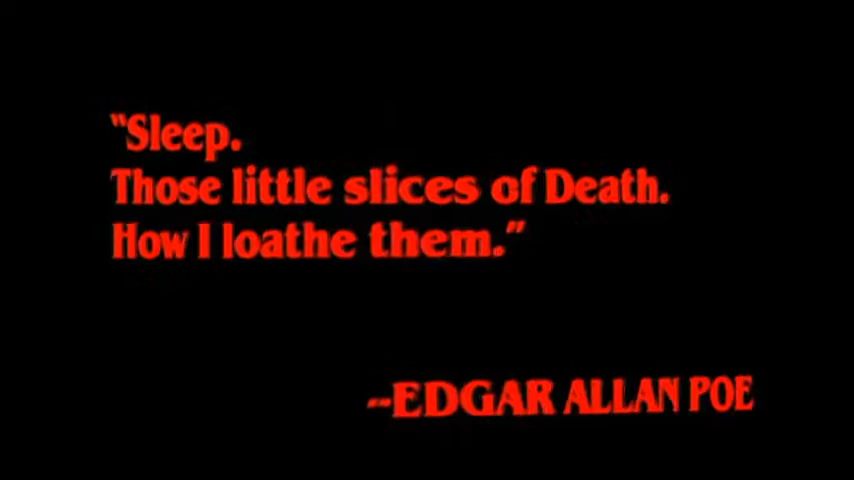 "Sleep.
Those little slices of Death.
How I loathe them."
--EDGAR ALLAN POE